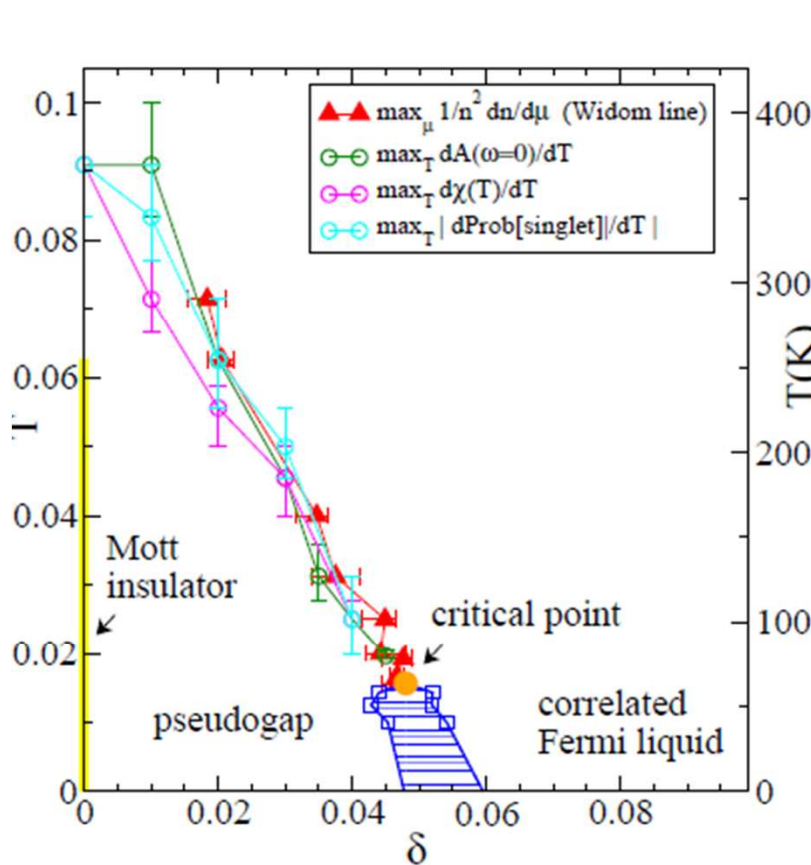 max_μ 1/n² dn/dμ (Widom line)
max_T dA(ω=0)/dT
max_T dχ(T)/dT
max_T | dProb[singlet]|/dT |
0.1
0.08
0.06
0.04
0.02
0
T
400
300
200
100
0
T(K)
Mott
insulator
critical point
pseudogap
correlated
Fermi liquid
0 0.02 0.04 0.06 0.08
δ